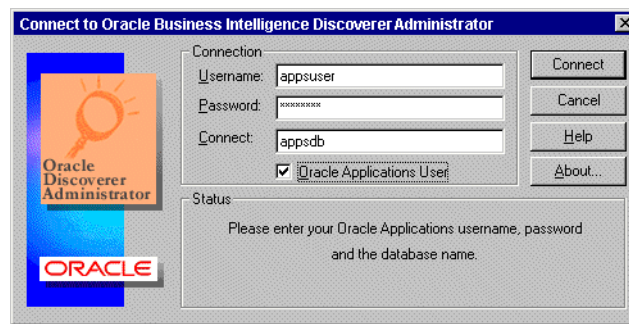 Connect to Oracle Business Intelligence Discoverer Administrator
Connection
Username: appsuser
Password: ********
Connect: appsdb
Oracle Applications User
Connect
Cancel
Help
About...
Oracle
Discoverer
Administrator
ORACLE
Status
Please enter your Oracle Applications username, password
and the database name.